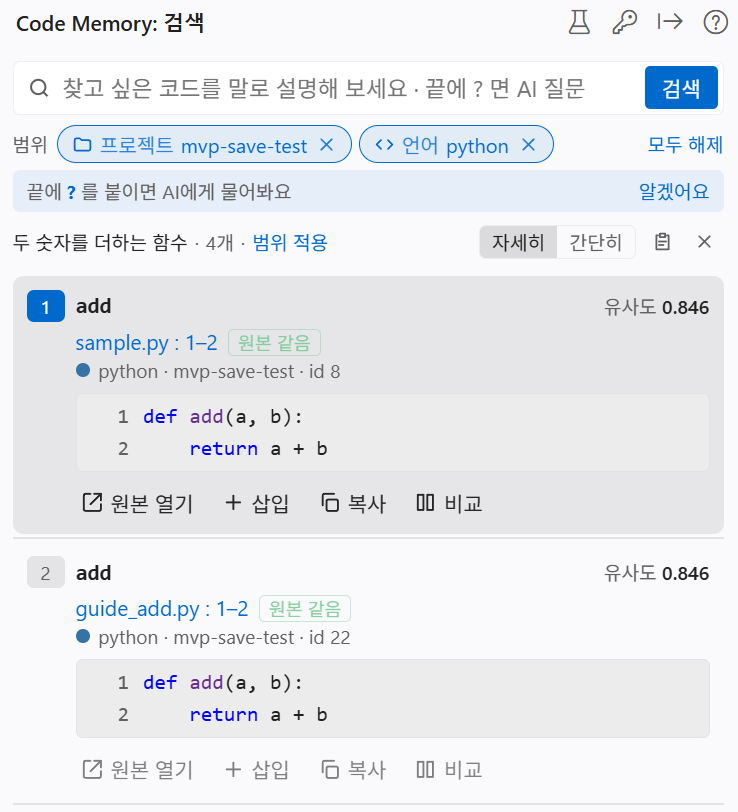 Code Memory: 검색
찾고 싶은 코드를 말로 설명해 보세요 · 끝에 ? 면 AI 질문 검색
범위 프로젝트 mvp-save-test 언어 python 모두 해제
끝에 ? 를 붙이면 AI에게 물어봐요 알겠어요
두 숫자를 더하는 함수 · 4개 · 범위 적용 자세히 간단히
1 add 유사도 0.846
sample.py : 1–2 원본 같음
python · mvp-save-test · id 8
1 def add(a, b):
2 return a + b
원본 열기 삽입 복사 비교
2 add 유사도 0.846
guide_add.py : 1–2 원본 같음
python · mvp-save-test · id 22
1 def add(a, b):
2 return a + b
원본 열기 삽입 복사 비교